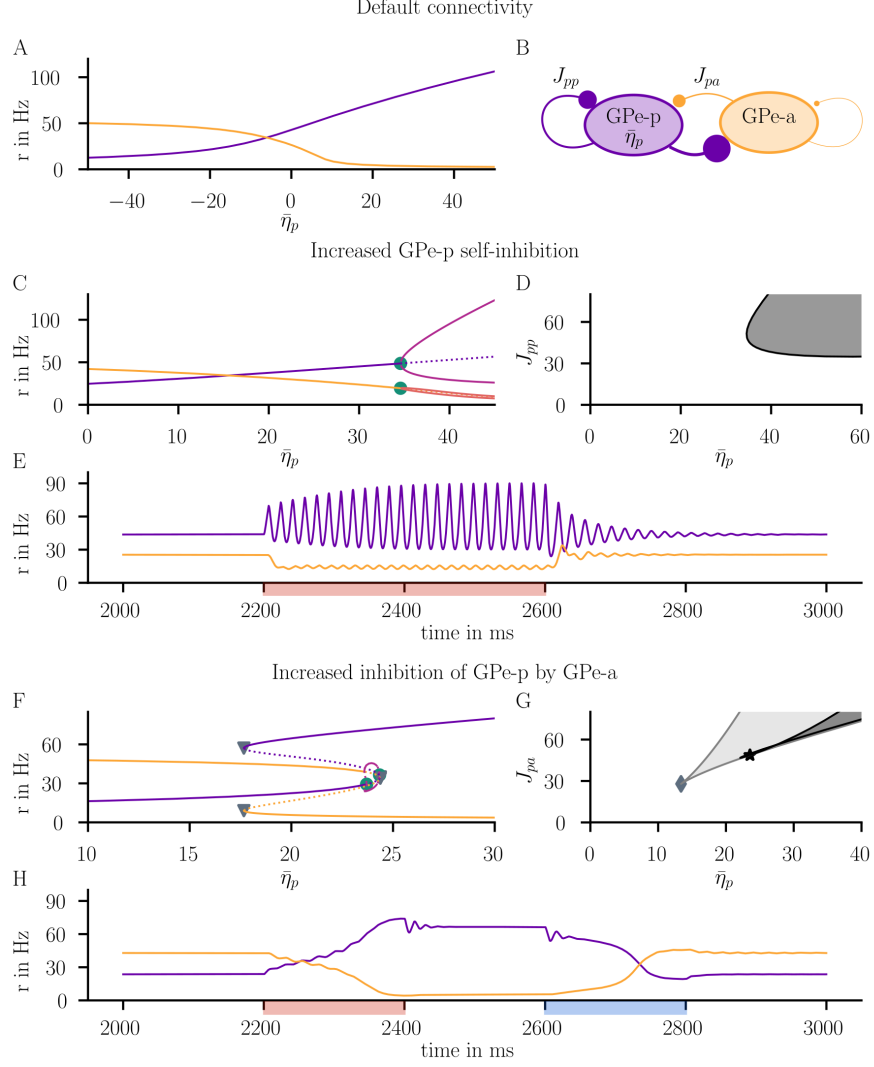 Default connectivity
A
B
r in Hz
100
50
0
−40 −20 0 20 40
η̄p
Jpp
Jpa
GPe-p
η̄p
GPe-a
Increased GPe-p self-inhibition
C
D
r in Hz
100
50
0
0 10 20 30 40
η̄p
Jpp
60
30
0
0 20 40 60
η̄p
E
r in Hz
90
60
30
0
2000 2200 2400 2600 2800 3000
time in ms
Increased inhibition of GPe-p by GPe-a
F
G
r in Hz
60
30
0
10 15 20 25 30
η̄p
Jpa
60
30
0
0 10 20 30 40
η̄p
H
r in Hz
90
60
30
0
2000 2200 2400 2600 2800 3000
time in ms